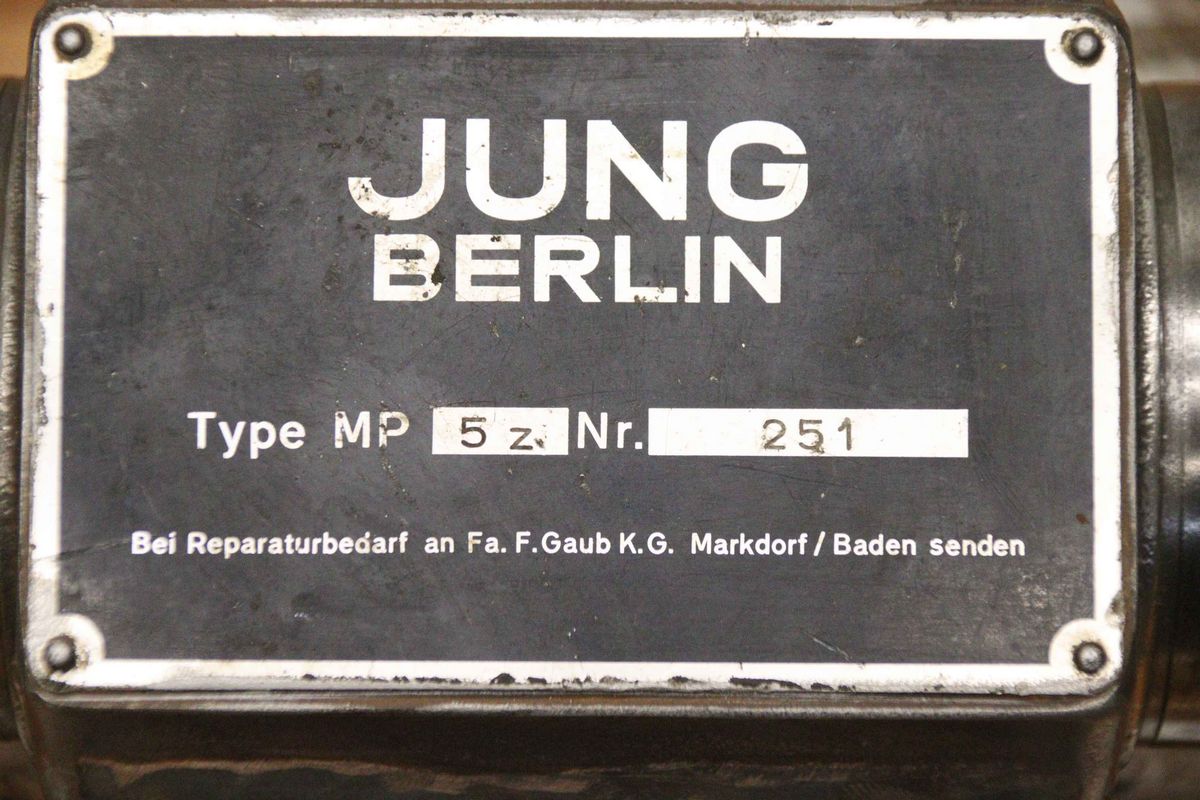 JUNG
BERLIN
Type MP 5 z. Nr. 251
Bei Reparaturbedarf an Fa. F.Gaub K.G. Markdorf / Baden senden